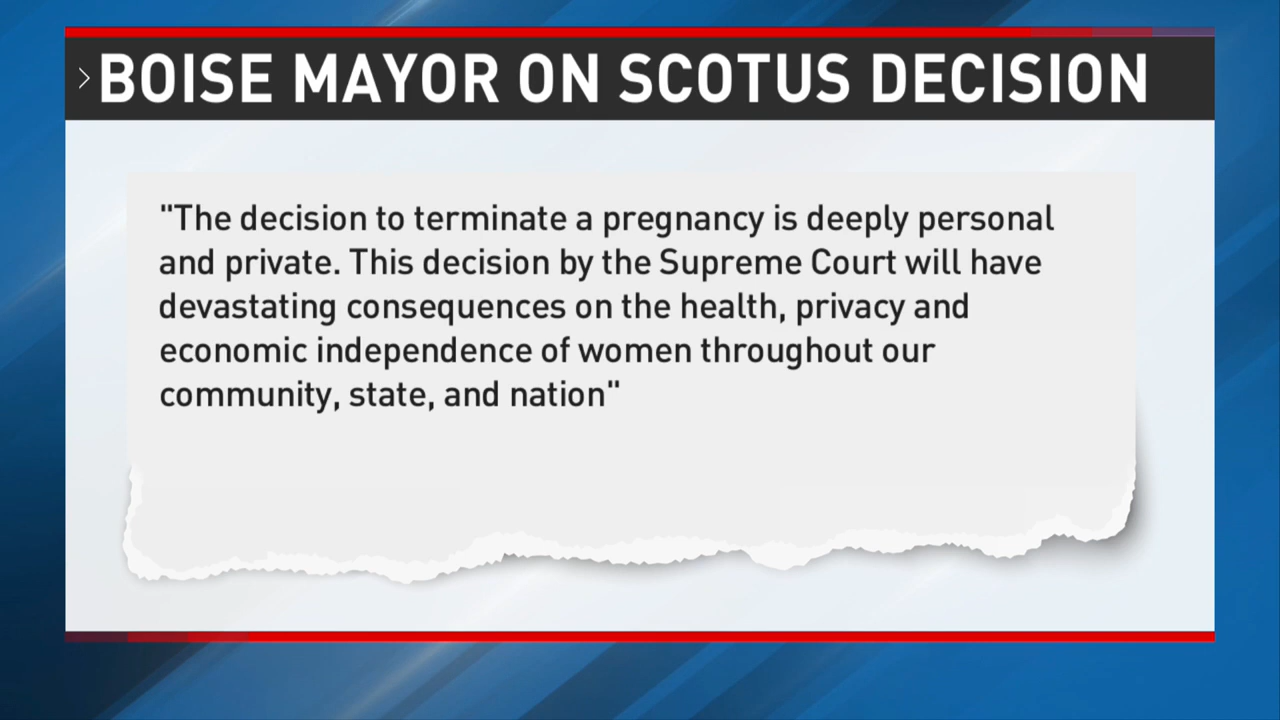 BOISE MAYOR ON SCOTUS DECISION
"The decision to terminate a pregnancy is deeply personal
and private. This decision by the Supreme Court will have
devastating consequences on the health, privacy and
economic independence of women throughout our
community, state, and nation"